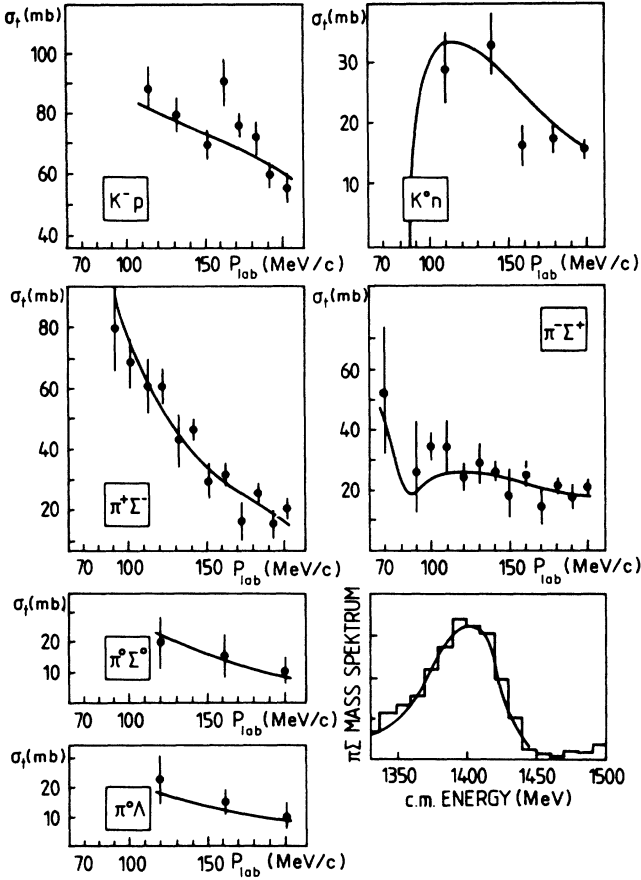 σt(mb)
100
80
60
40
K⁻p
70 100 150 Plab (MeV/c)
σt(mb)
30
20
10
K°n
70 100 150 Plab (MeV/c)
σt(mb)
80
60
40
20
π⁺Σ⁻
70 100 150 Plab (MeV/c)
σt(mb)
60
40
20
π⁻Σ⁺
70 100 150 Plab (MeV/c)
σt(mb)
20
10
π°Σ°
70 100 150 Plab (MeV/c)
πΣ MASS SPEKTRUM
1350 1400 1450 1500
c.m. ENERGY (MeV)
σt(mb)
20
10
π°Λ
70 100 150 Plab (MeV/c)